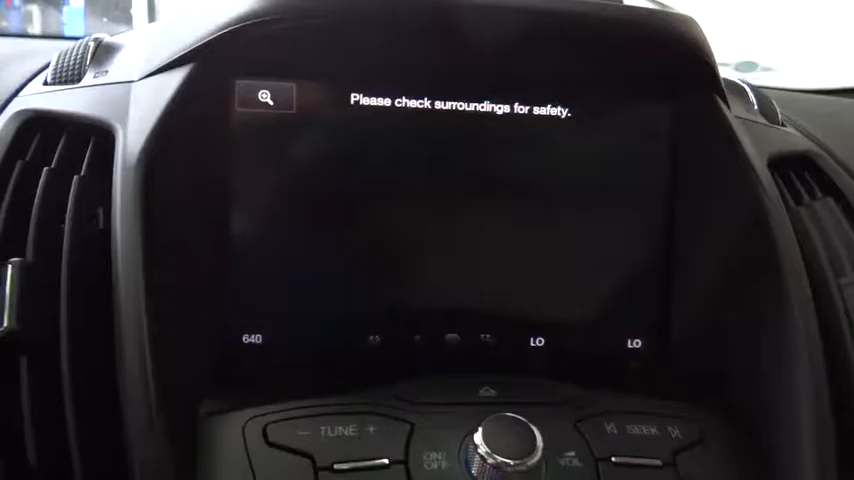 Please check surroundings for safety.
640
LO
LO
- TUNE +
SEEK
ON/
OFF
VOL